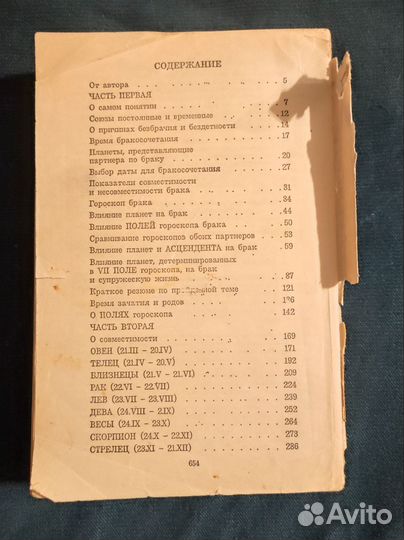 СОДЕРЖАНИЕ
От автора . . . . . 5
ЧАСТЬ ПЕРВАЯ
О самом понятии . . . . . 7
Союзы постоянные и временные . . . . 12
О причинах безбрачия и бездетности . . . . 14
Время бракосочетания . . . . . 17
Планеты, представляющие
партнера по браку . . . . . 20
Выбор даты для бракосочетания . . . . . 27
Показатели совместимости
и несовместимости брака . . . . . 31
Гороскоп брака . . . . . 34
Влияние планет на брак . . . . . 44
Влияние ПОЛЕЙ гороскопа брака . . . . . 50
Сравнивание гороскопов обоих партнеров . . . 53
Влияние планет и АСЦЕНДЕНТА на брак . . . 59
Влияние планет, детерминированных
в VII ПОЛЕ гороскопа, на брак
и супружескую жизнь . . . . . 87
Краткое резюме по теме . . . . 121
Время зачатия и родов . . . . .
О ПОЛЯХ гороскопа . . . . . 142
ЧАСТЬ ВТОРАЯ
О совместимости . . . . . 169
ОВЕН (21.III – 20.IV) . . . . . 171
ТЕЛЕЦ (21.IV – 20.V) . . . . . 192
БЛИЗНЕЦЫ (21.V – 21.VI) . . . . . 209
РАК (22.VI – 22.VII) . . . . . 224
ЛЕВ (23.VII – 23.VIII) . . . . . 239
ДЕВА (24.VIII – 2.IX) . . . . . 252
ВЕСЫ (24.IX – 23.X) . . . . . 264
СКОРПИОН (24.X – 22.XI) . . . . . 273
СТРЕЛЕЦ (23.XI – 21.XII) . . . . . 286
654
Avito